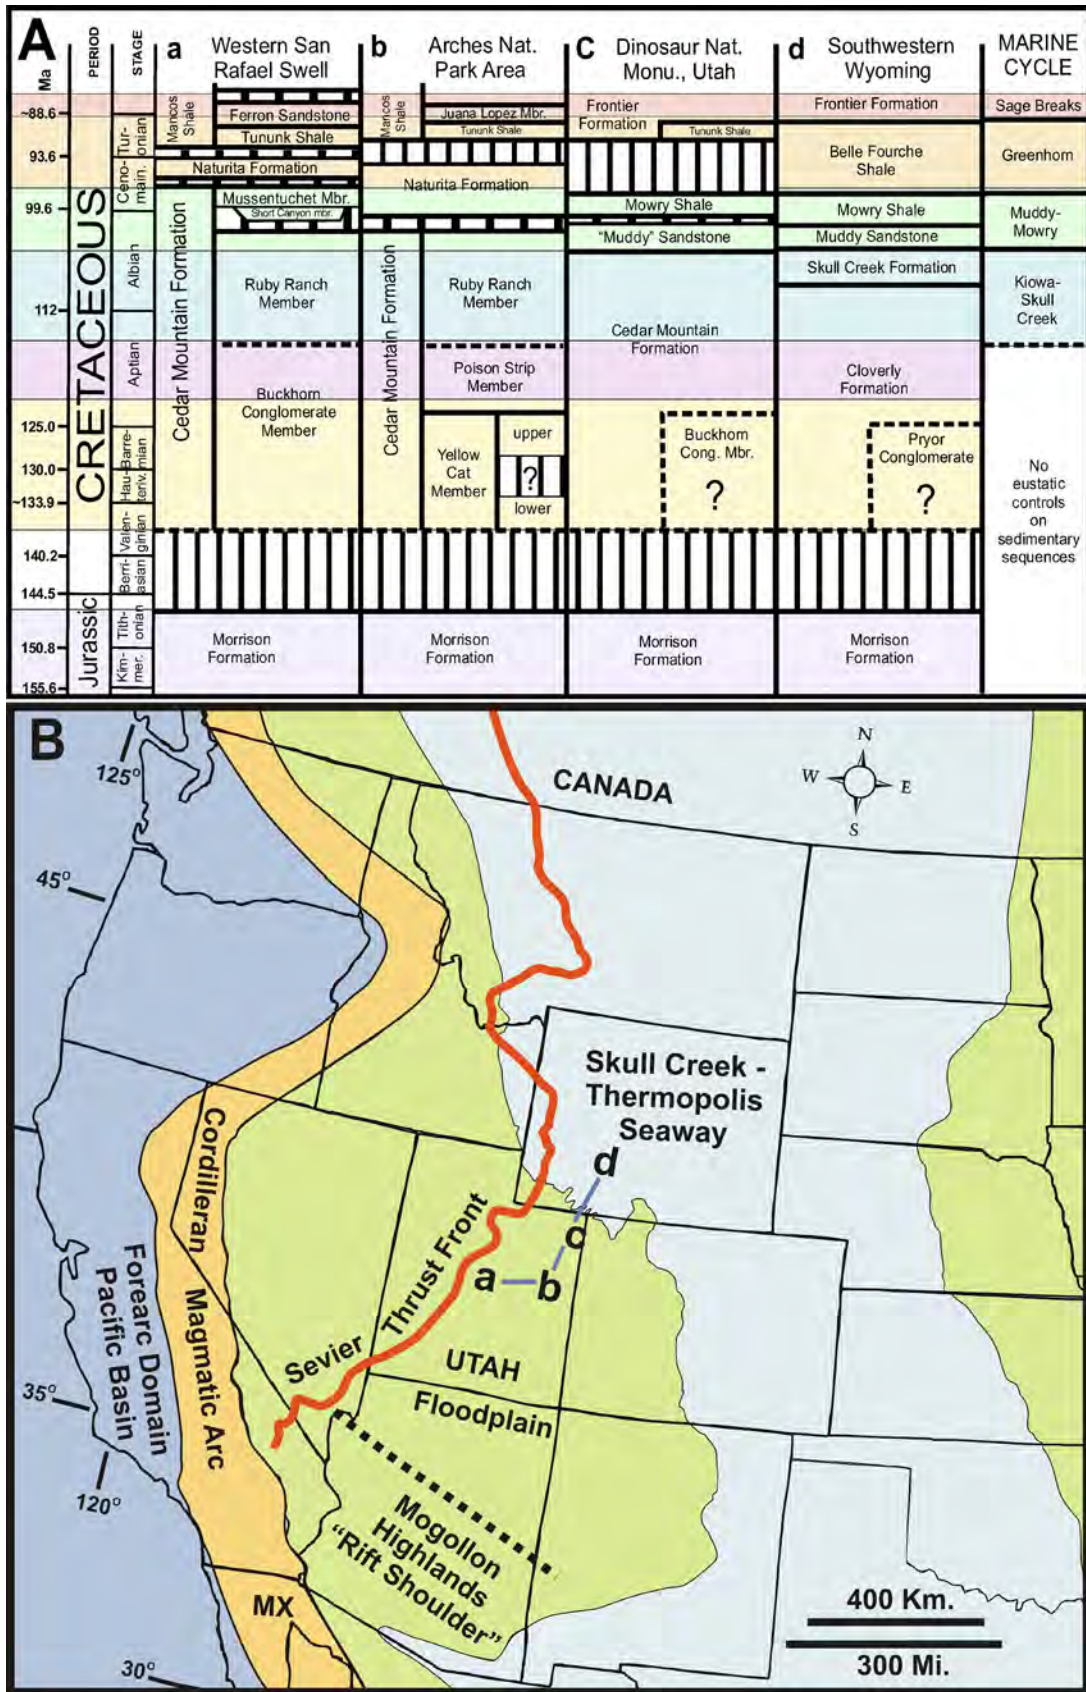 A
Ma
PERIOD
STAGE
a
Western San
Rafael Swell
b
Arches Nat.
Park Area
C
Dinosaur Nat.
Monu., Utah
d
Southwestern
Wyoming
MARINE
CYCLE
~88.6
93.6
99.6
112
125.0
130.0
~133.9
140.2
144.5
150.8
155.6
CRETACEOUS
Jurassic
Tur-
onian
Ceno-
main.
Albian
Aptian
Barre-
mian
Hau-
teriv.
Valen-
ginian
Berri-
asian
Tith-
onian
Kim-
mer.
Mancos
Shale
Ferron Sandstone
Tununk Shale
Naturita Formation
Mussentuchet Mbr.
Short Canyon mbr.
Cedar Mountain Formation
Ruby Ranch
Member
Buckhorn
Conglomerate
Member
Morrison
Formation
Mancos
Shale
Juana Lopez Mbr.
Tununk Shale
Naturita Formation
Cedar Mountain Formation
Ruby Ranch
Member
Poison Strip
Member
Yellow
Cat
Member
upper
?
lower
Morrison
Formation
Frontier
Formation
Tununk Shale
Mowry Shale
"Muddy" Sandstone
Cedar Mountain
Formation
Buckhorn
Cong. Mbr.
?
Morrison
Formation
Frontier Formation
Belle Fourche
Shale
Mowry Shale
Muddy Sandstone
Skull Creek Formation
Cloverly
Formation
Pryor
Conglomerate
?
Morrison
Formation
Sage Breaks
Greenhorn
Muddy-
Mowry
Kiowa-
Skull
Creek
No
eustatic
controls
on
sedimentary
sequences
B
125º
CANADA
N
W
E
S
45º
Skull Creek -
Thermopolis
Seaway
d
c
a
b
Cordilleran
Magmatic Arc
Forearc Domain
Pacific Basin
Sevier
Thrust Front
UTAH
Floodplain
35º
120º
Mogollon
Highlands
"Rift Shoulder"
MX
30º
400 Km.
300 Mi.